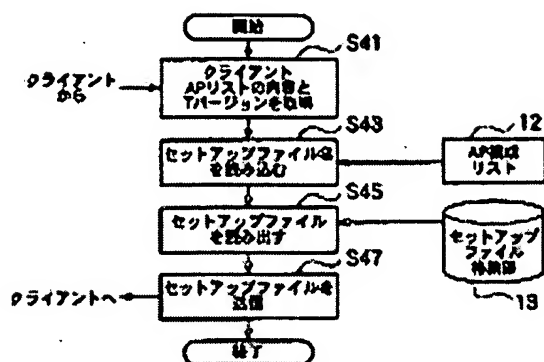 開始
S41
クライアント
から
クライアント
APリストの内容と
Tバージョンを取得
S43
セットアップファイル名
を読み込む
12
AP構成
リスト
S45
セットアップファイル
を読み出す
セットアップ
ファイル
格納部
13
S47
クライアントへ
セットアップファイルを
送信
終了